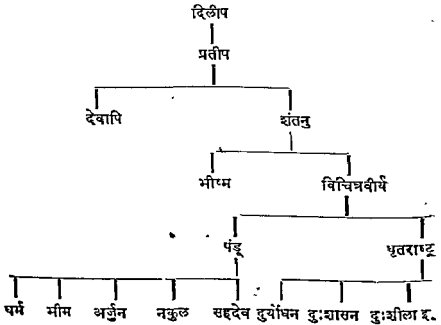 दिलीप
प्रतीप
देवापि शंतनु
भीष्म विचित्रवीर्य
पंडू धृतराष्ट्र
धर्म भीम अर्जुन नकुल सहदेव दुर्योधन दुःशासन दुःशीला इ.